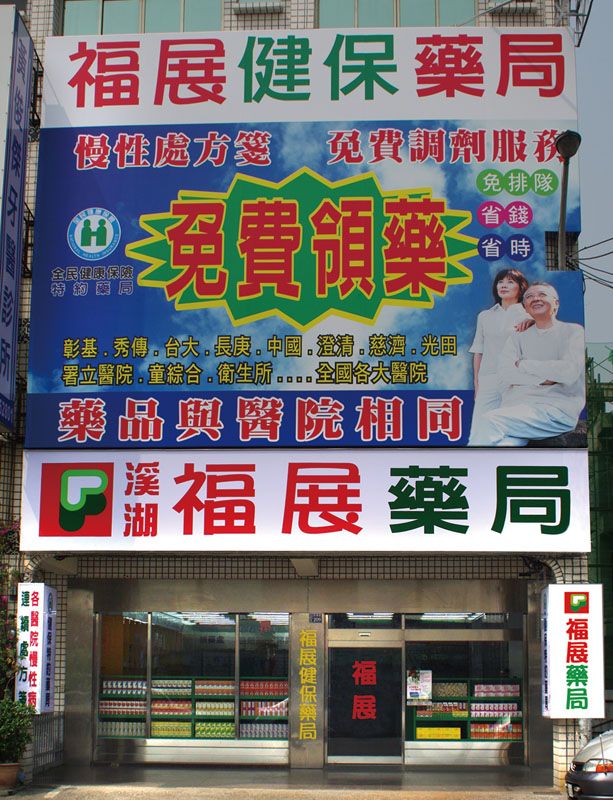 福展健保藥局
慢性處方箋 免費調劑服務
免排隊
省錢
省時
免費領藥
全民健康保險
特約藥局
彰基．秀傳．台大．長庚．中國．澄清．慈濟．光田
署立醫院．童綜合．衛生所....全國各大醫院
藥品與醫院相同
溪湖
福展藥局
各醫院慢性病
連續處方箋
福展健保藥局
福展
福展藥局